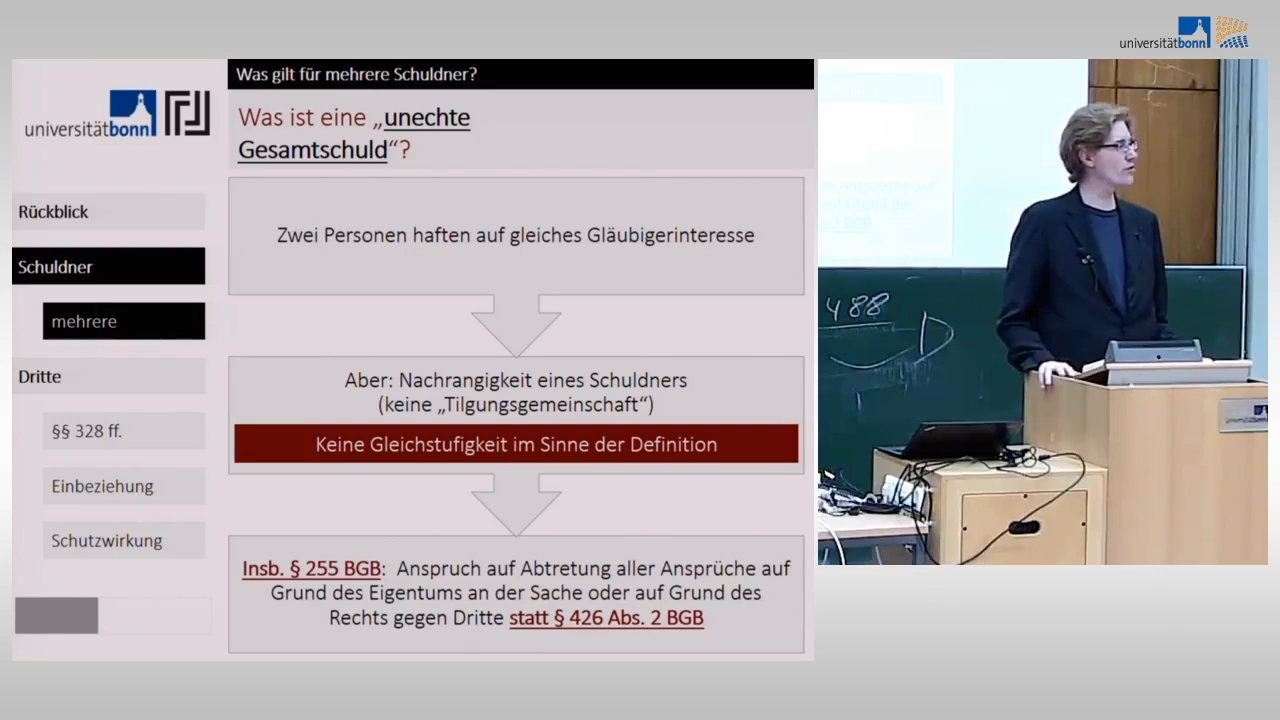 universitätbonn
Was gilt für mehrere Schuldner?
universitätbonn
Was ist eine „unechte
Gesamtschuld“?
Rückblick
Schuldner
mehrere
Dritte
§§ 328 ff.
Einbeziehung
Schutzwirkung
Zwei Personen haften auf gleiches Gläubigerinteresse
Aber: Nachrangigkeit eines Schuldners
(keine „Tilgungsgemeinschaft“)
Keine Gleichstufigkeit im Sinne der Definition
Insb. § 255 BGB: Anspruch auf Abtretung aller Ansprüche auf
Grund des Eigentums an der Sache oder auf Grund des
Rechts gegen Dritte statt § 426 Abs. 2 BGB
488
D